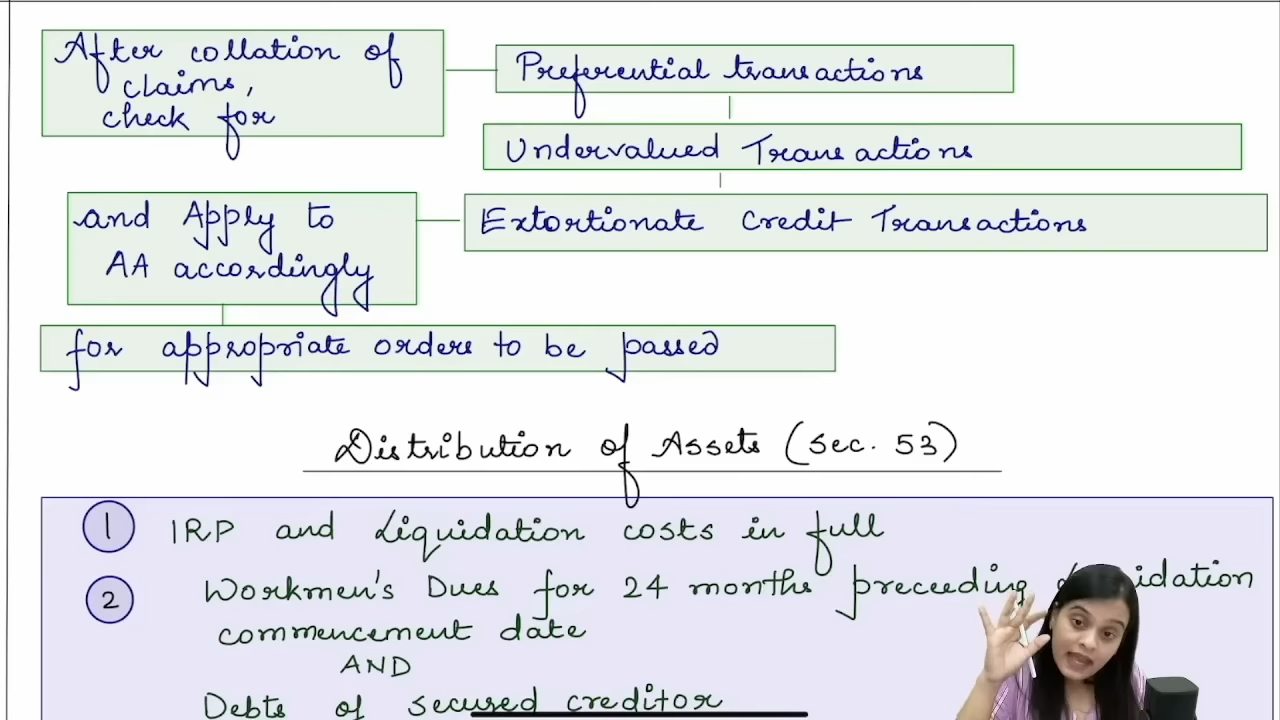 After collation of
claims,
check for
Preferential transactions
Undervalued Transactions
Extortionate Credit Transactions
and Apply to
AA accordingly
for appropriate orders to be passed
Distribution of Assets (Sec. 53)
1 IRP and Liquidation costs in full
2 Workmen's Dues for 24 months preceeding
commencement date
AND
Debts of secured creditor